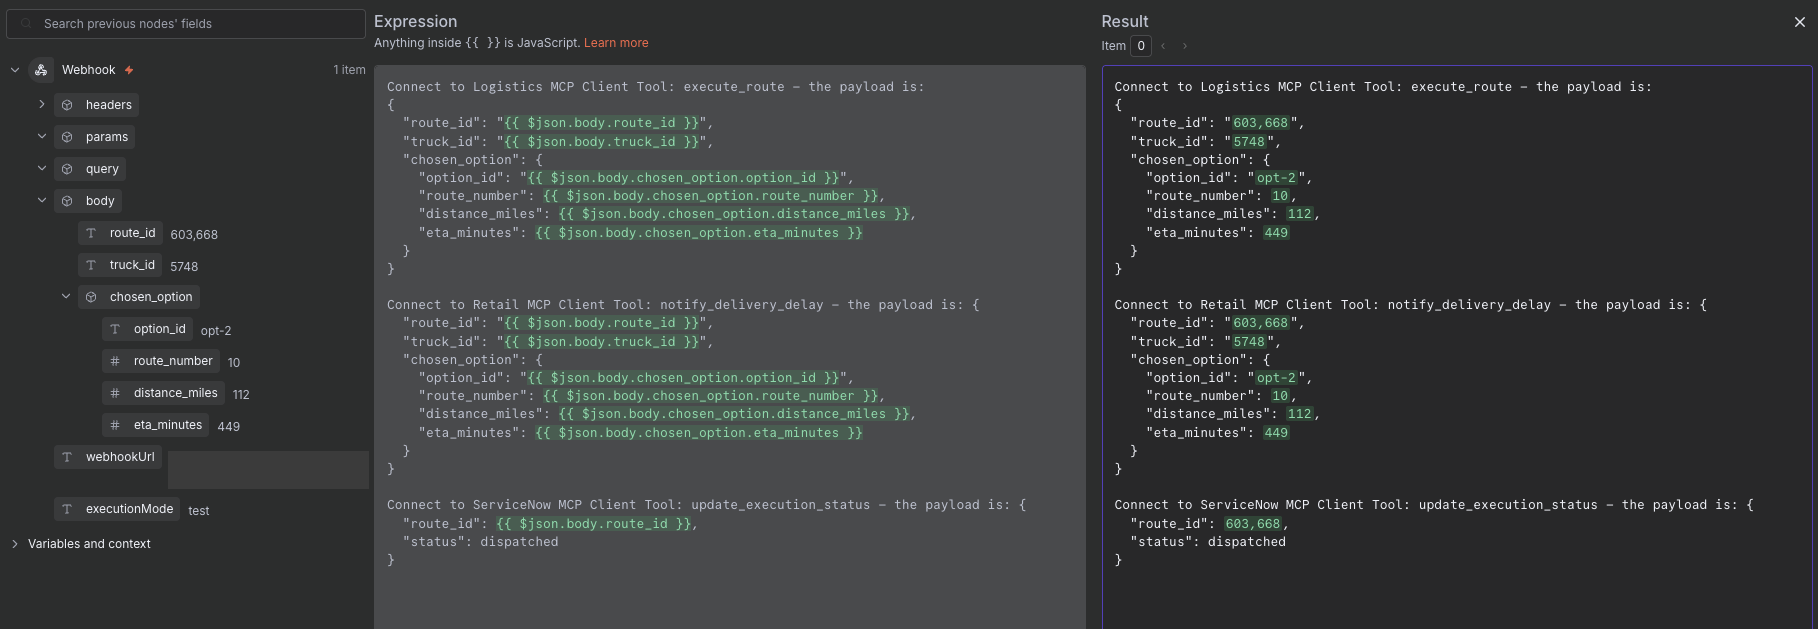 Search previous nodes' fields
Webhook
1 item
headers
params
query
body
route_id 603,668
truck_id 5748
chosen_option
option_id opt-2
route_number 10
distance_miles 112
eta_minutes 449
webhookUrl
executionMode test
Variables and context
Expression
Anything inside {{ }} is JavaScript. Learn more
Connect to Logistics MCP Client Tool: execute_route – the payload is:
{
"route_id": "{{ $json.body.route_id }}",
"truck_id": "{{ $json.body.truck_id }}",
"chosen_option": {
"option_id": "{{ $json.body.chosen_option.option_id }}",
"route_number": {{ $json.body.chosen_option.route_number }},
"distance_miles": {{ $json.body.chosen_option.distance_miles }},
"eta_minutes": {{ $json.body.chosen_option.eta_minutes }}
}
}
Connect to Retail MCP Client Tool: notify_delivery_delay – the payload is: {
"route_id": "{{ $json.body.route_id }}",
"truck_id": "{{ $json.body.truck_id }}",
"chosen_option": {
"option_id": "{{ $json.body.chosen_option.option_id }}",
"route_number": {{ $json.body.chosen_option.route_number }},
"distance_miles": {{ $json.body.chosen_option.distance_miles }},
"eta_minutes": {{ $json.body.chosen_option.eta_minutes }}
}
}
Connect to ServiceNow MCP Client Tool: update_execution_status – the payload is: {
"route_id": {{ $json.body.route_id }},
"status": dispatched
}
Result
Item 0
Connect to Logistics MCP Client Tool: execute_route – the payload is:
{
"route_id": "603,668",
"truck_id": "5748",
"chosen_option": {
"option_id": "opt-2",
"route_number": 10,
"distance_miles": 112,
"eta_minutes": 449
}
}
Connect to Retail MCP Client Tool: notify_delivery_delay – the payload is: {
"route_id": "603,668",
"truck_id": "5748",
"chosen_option": {
"option_id": "opt-2",
"route_number": 10,
"distance_miles": 112,
"eta_minutes": 449
}
}
Connect to ServiceNow MCP Client Tool: update_execution_status – the payload is: {
"route_id": 603,668,
"status": dispatched
}